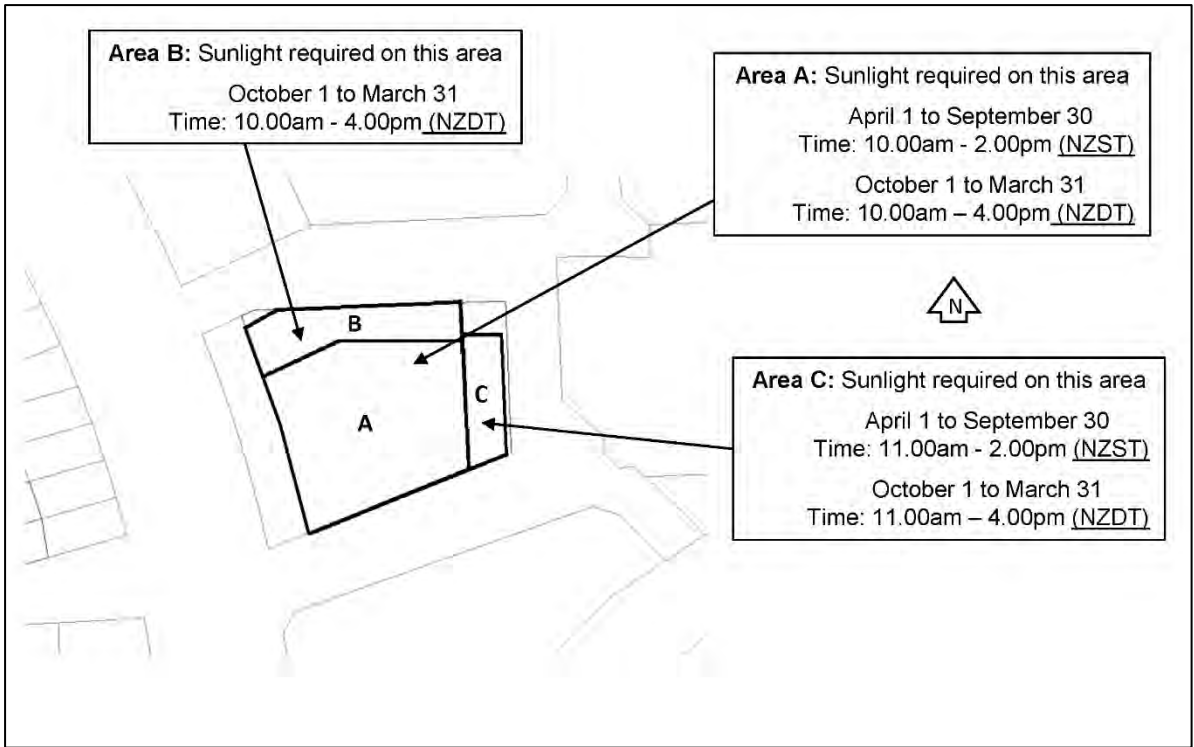 Area B: Sunlight required on this area
October 1 to March 31
Time: 10.00am - 4.00pm (NZDT)
Area A: Sunlight required on this area
April 1 to September 30
Time: 10.00am - 2.00pm (NZST)
October 1 to March 31
Time: 10.00am – 4.00pm (NZDT)
N
B
C
A
Area C: Sunlight required on this area
April 1 to September 30
Time: 11.00am - 2.00pm (NZST)
October 1 to March 31
Time: 11.00am – 4.00pm (NZDT)